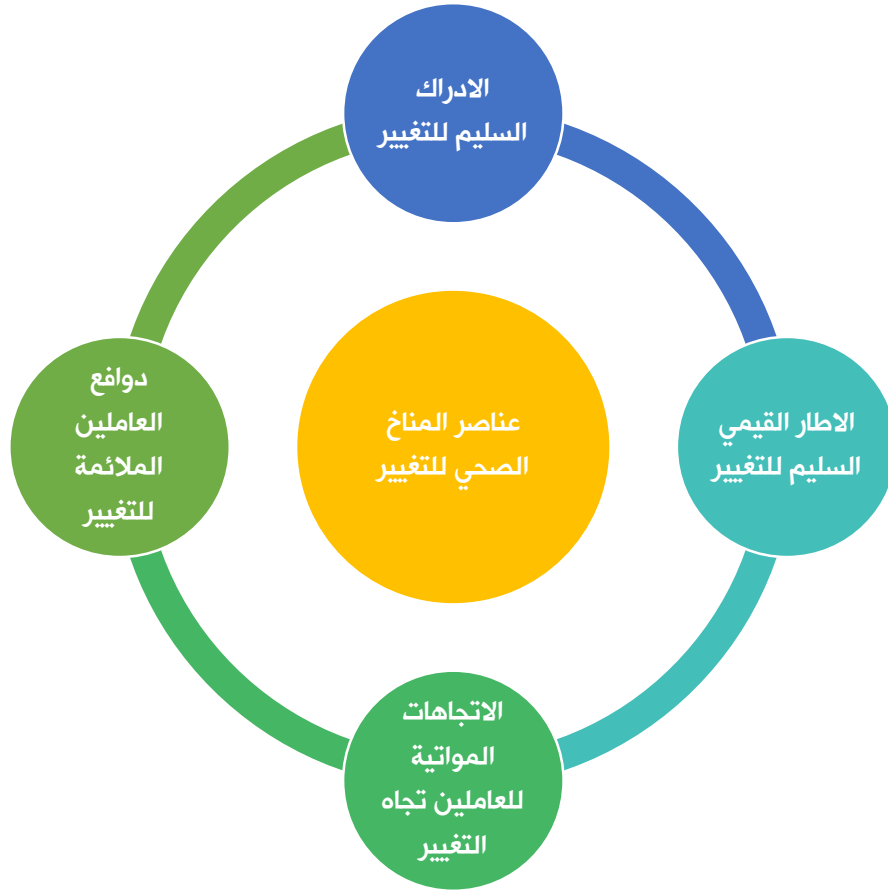 الادراك
السليم للتغيير
دوافع
العاملين
الملائمة
للتغيير
عناصر المناخ
الصحي للتغيير
الاطار القيمي
السليم للتغيير
الاتجاهات
المواتية
للعاملين تجاه
التغيير